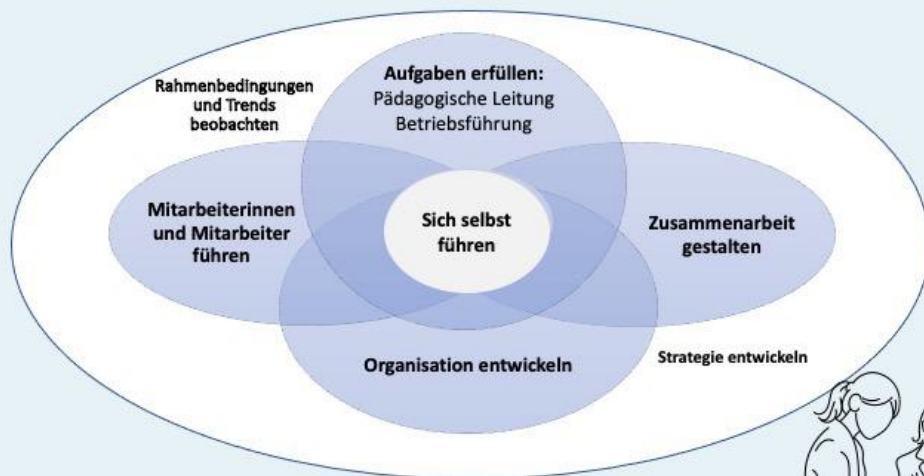 Aufgaben erfüllen:
Pädagogische Leitung
Betriebsführung
Rahmenbedingungen
und Trends
beobachten
Mitarbeiterinnen
und Mitarbeiter
führen
Sich selbst
führen
Zusammenarbeit
gestalten
Organisation entwickeln
Strategie entwickeln